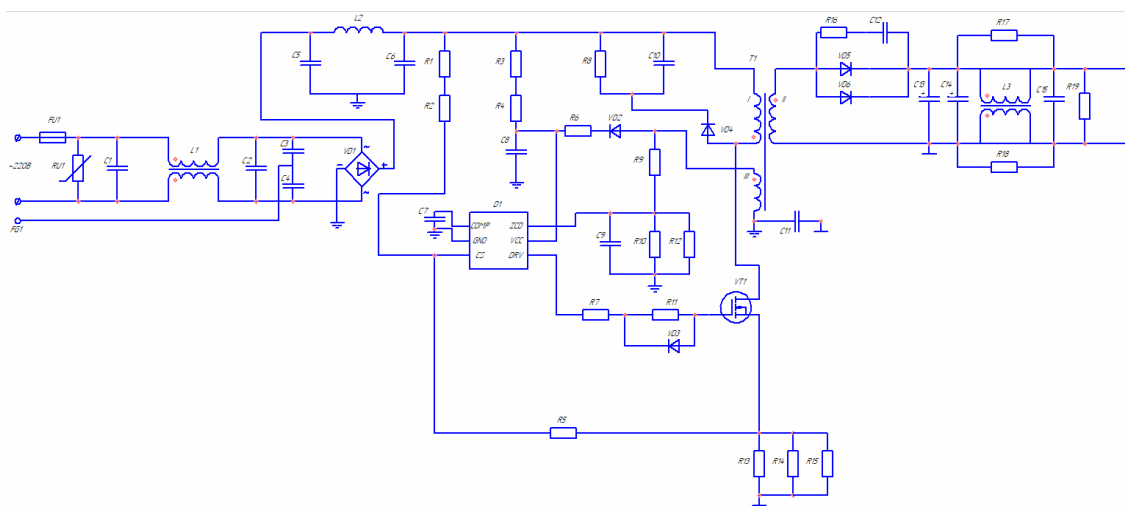 L2
R16
C12
R17
C5
C6
R1
R3
R8
C10
T1
VD5
I
II
VD6
C13
C14
L3
C15
R19
R2
R4
VD4
FU1
R6
VD2
~220В
RU1
C1
L1
C2
C3
VD1
~
C8
R18
R9
− +
C4
III
~
FG1
D1
C7
COMP
ZCD
C11
GND
VCC
C9
R10
R12
CS
DRV
VT1
R7
R11
VD3
R5
R13
R14
R15
+
+